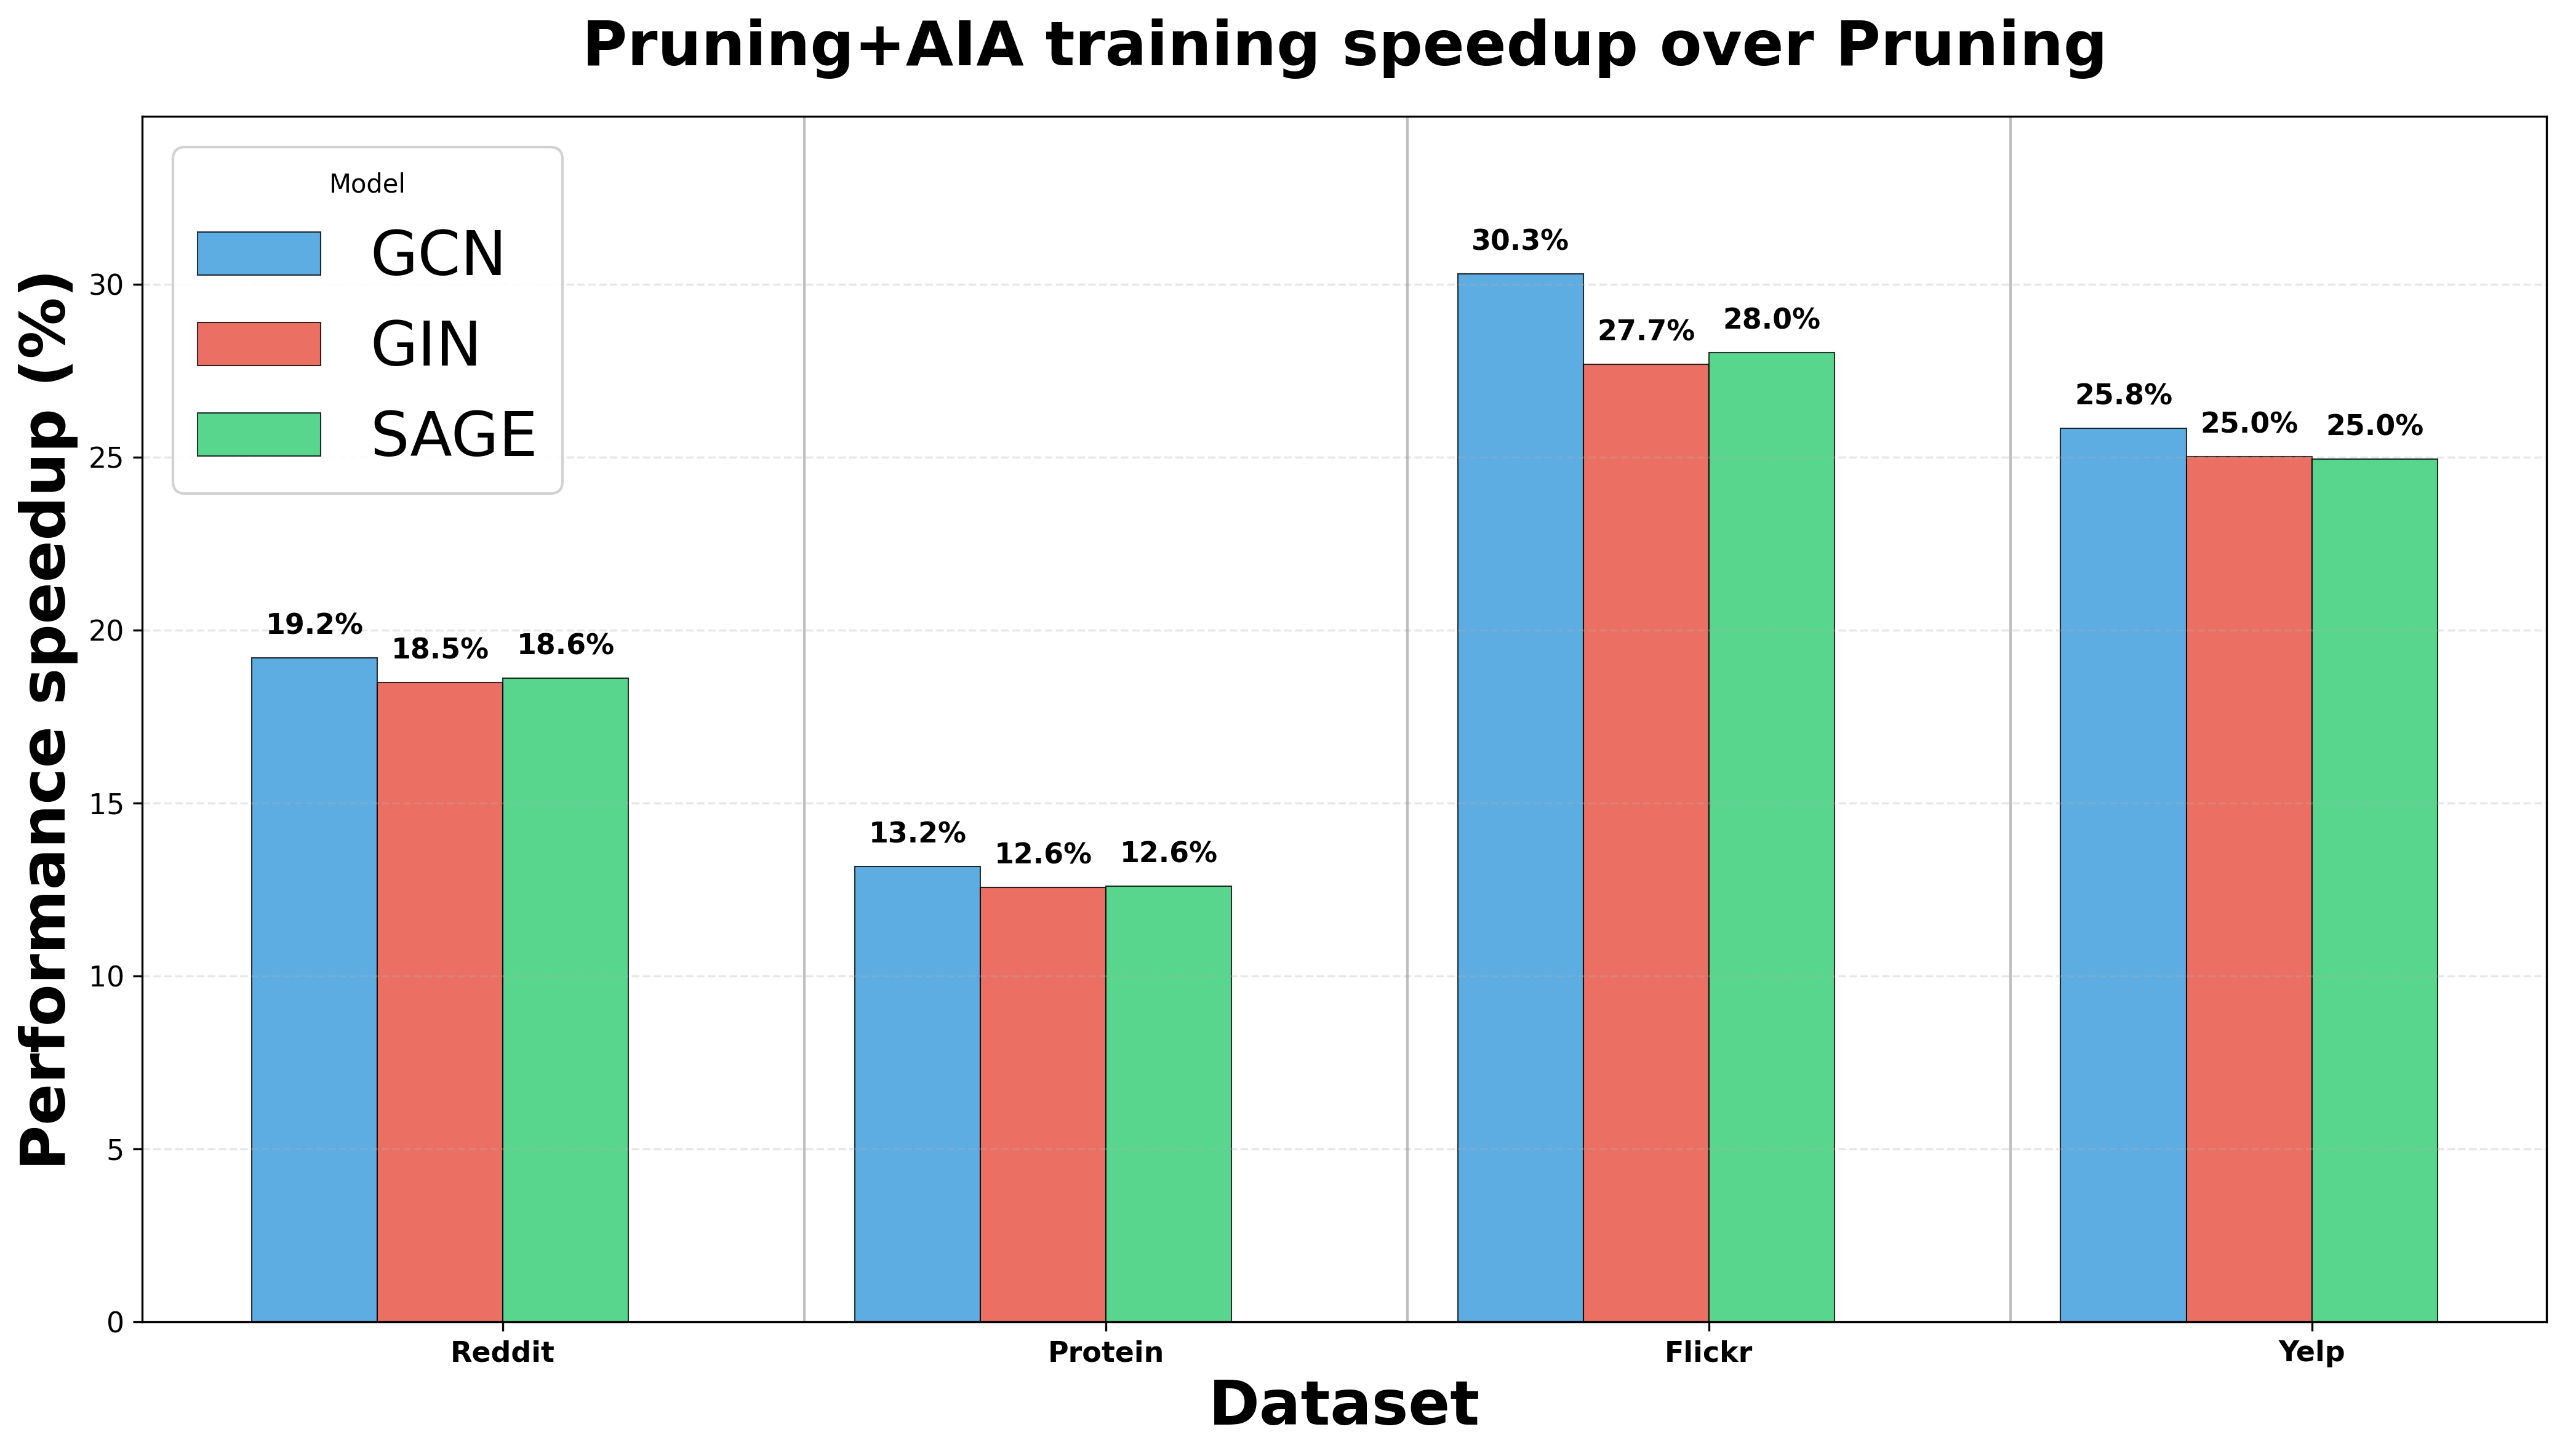 Pruning+AIA training speedup over Pruning
Performance speedup (%)
30
25
20
15
10
5
0
Model
GCN
GIN
SAGE
19.2%
18.5%
18.6%
13.2%
12.6%
12.6%
30.3%
27.7%
28.0%
25.8%
25.0%
25.0%
Reddit
Protein
Flickr
Yelp
Dataset